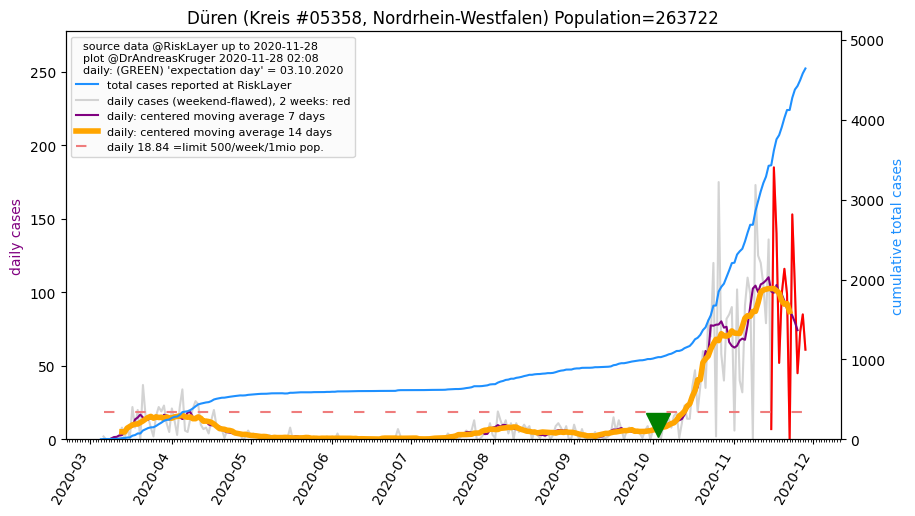 Düren (Kreis #05358, Nordrhein-Westfalen) Population=263722
source data @RiskLayer up to 2020-11-28
plot @DrAndreasKruger 2020-11-28 02:08
daily: (GREEN) 'expectation day' = 03.10.2020
total cases reported at RiskLayer
daily cases (weekend-flawed), 2 weeks: red
daily: centered moving average 7 days
daily: centered moving average 14 days
daily 18.84 =limit 500/week/1mio pop.
daily cases
250
200
150
100
50
0
cumulative total cases
5000
4000
3000
2000
1000
0
2020-03
2020-04
2020-05
2020-06
2020-07
2020-08
2020-09
2020-10
2020-11
2020-12